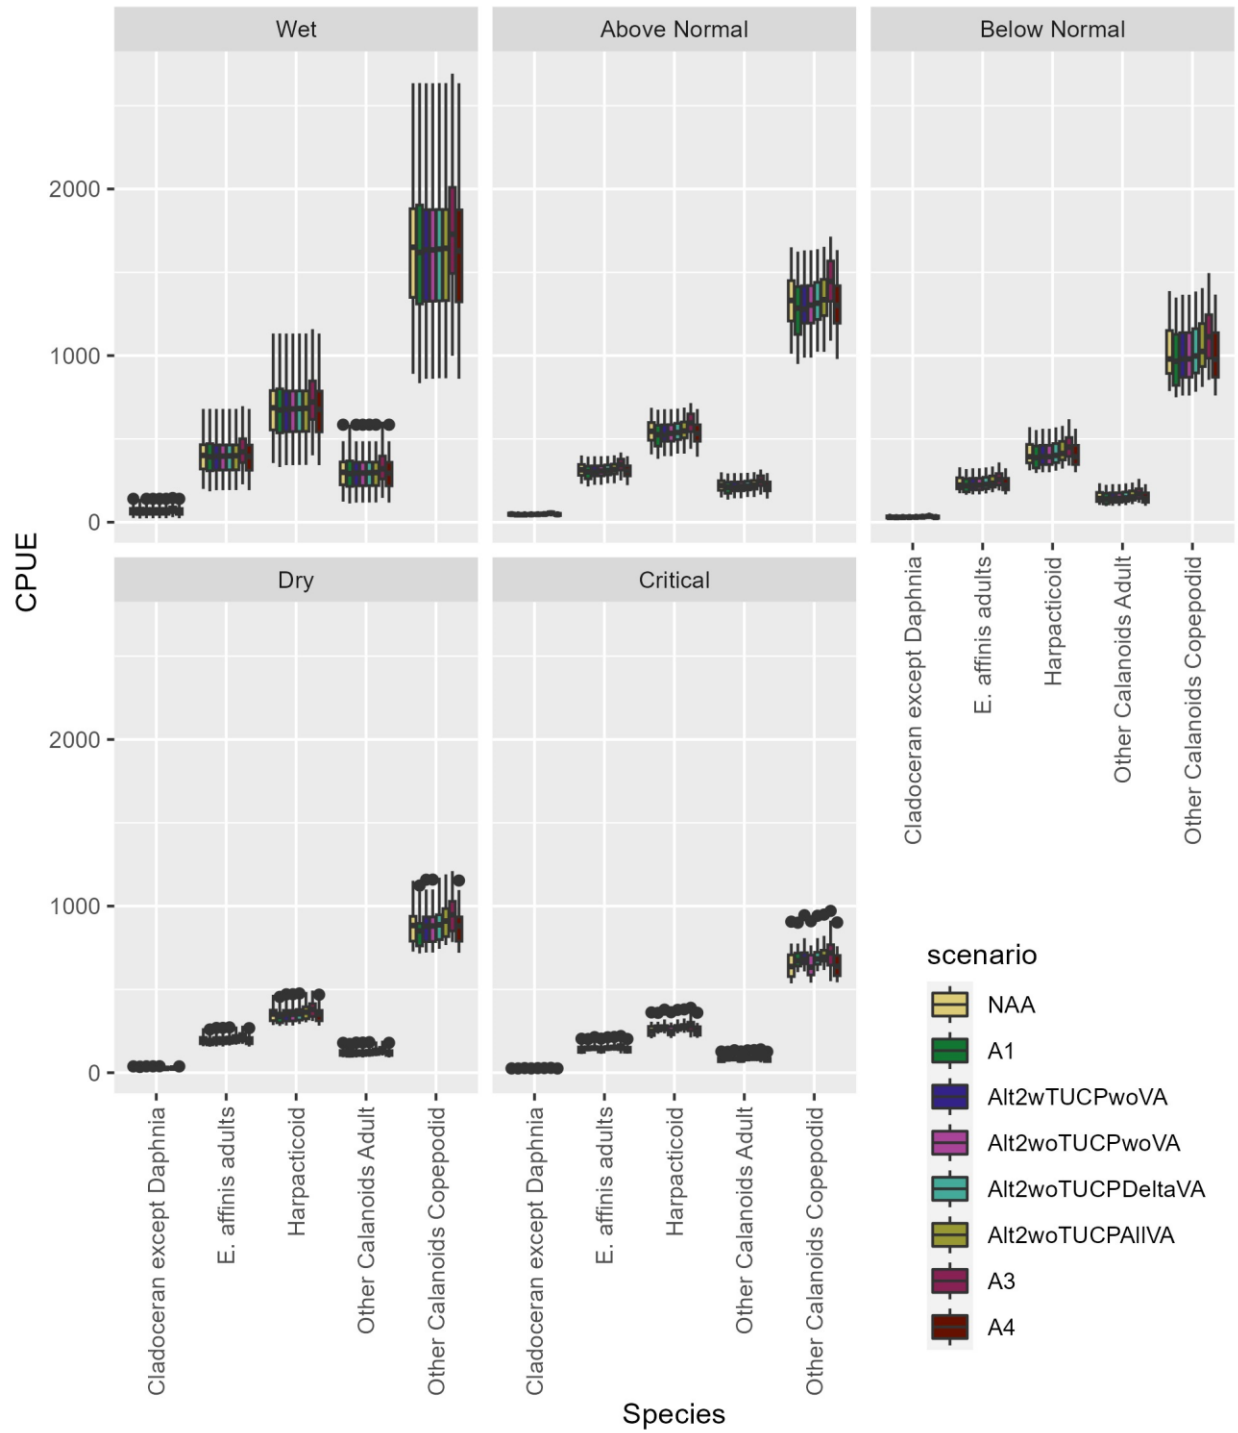 Wet
Above Normal
Below Normal
2000
1000
0
CPUE
Dry
Critical
2000
1000
0
Cladoceran except Daphnia
E. affinis adults
Harpacticoid
Other Calanoids Adult
Other Calanoids Copepodid
Cladoceran except Daphnia
E. affinis adults
Harpacticoid
Other Calanoids Adult
Other Calanoids Copepodid
Cladoceran except Daphnia
E. affinis adults
Harpacticoid
Other Calanoids Adult
Other Calanoids Copepodid
Species
scenario
NAA
A1
Alt2wTUCPwoVA
Alt2woTUCPwoVA
Alt2woTUCPDeltaVA
Alt2woTUCPAllVA
A3
A4